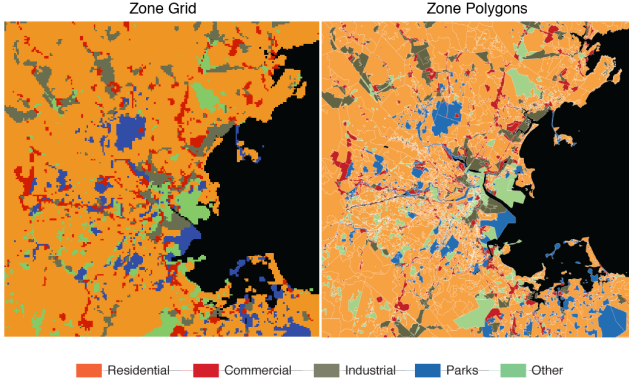 Zone Grid
Zone Polygons
Residential Commercial Industrial Parks Other